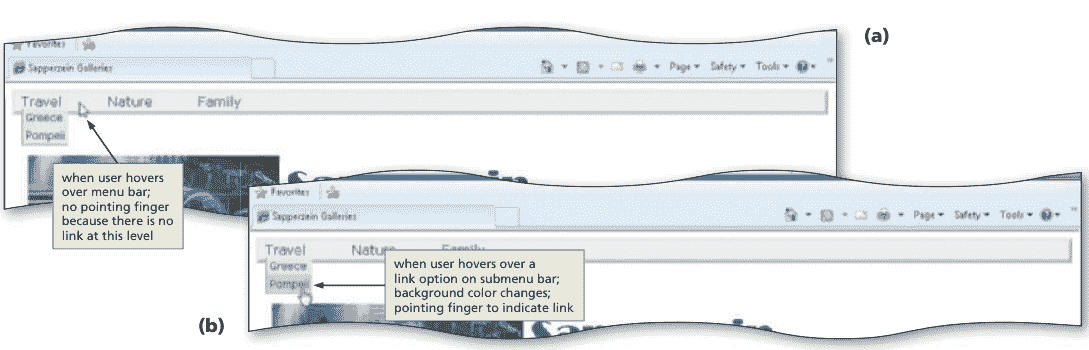 (a)
Favorites
Sapperzein Galleries
Page Safety Tools
Travel Nature Family
Greece
Pompeii
when user hovers
over menu bar;
no pointing finger
because there is no
link at this level
Favorites
Sapperzein Galleries
Page Safety Tools
Travel Nature Family
Greece
Pompeii
when user hovers over a
link option on submenu bar;
background color changes;
pointing finger to indicate link
(b)